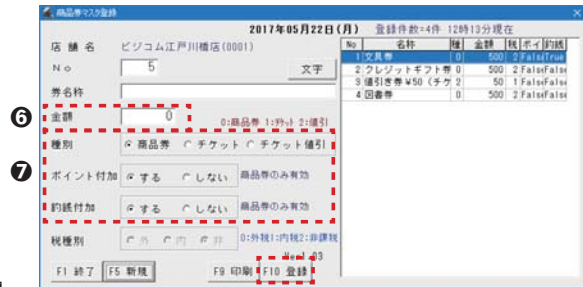 商品券マスタ登録
2017年05月22日(月) 登録件数=4件 12時13分現在
店舗名 ビジコム江戸川橋店(0001)
No 5 文字
券名称
❻ 金額 0 0:商品券 1:チケット 2:値引
❼ 種別 商品券 チケット チケット値引
ポイント付加 する しない 商品券のみ有効
釣銭付加 する しない 商品券のみ有効
税種別 外 内 非 0:外税1:内税2:非課税
F1 終了 F5 新規 F9 印刷 F10 登録
No 名称 種 金額 税 ポイ 釣銭
1 文具券 0 500 2 Fals True
2 クレジットギフト券 0 500 2 Fals Fals
3 値引き券¥50 (チケ 2 50 1 Fals Fals
4 図書券 0 500 2 Fals Fals